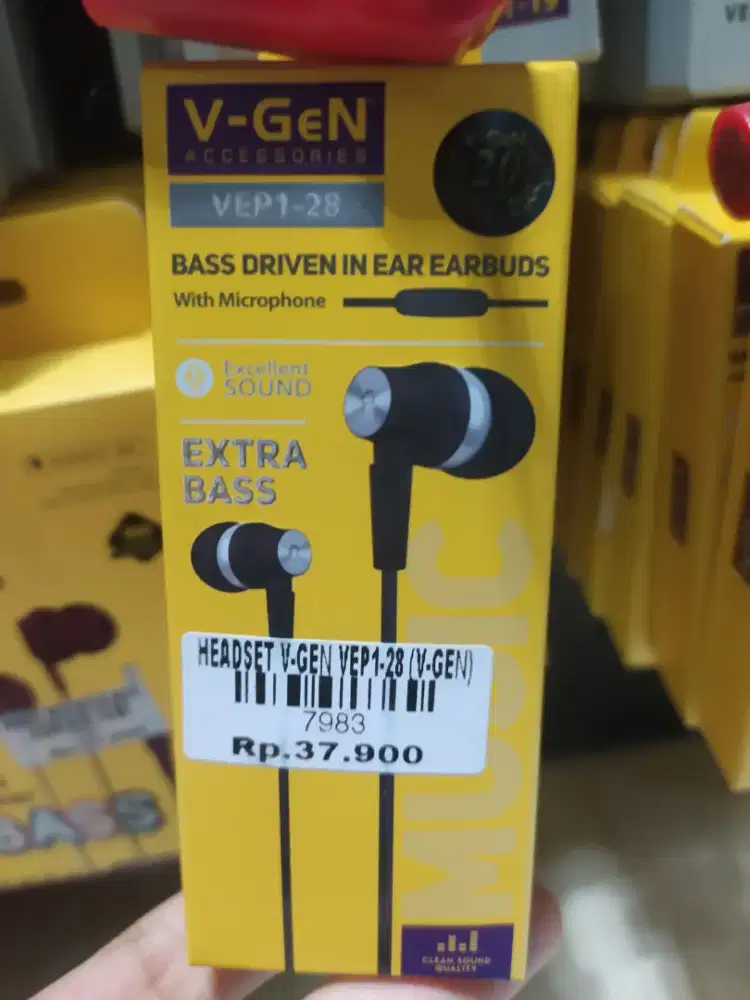 V-GeN
ACCESSORIES
VEP1-28
BASS DRIVEN IN EAR EARBUDS
With Microphone
Excellent
SOUND
EXTRA
BASS
MUSIC
HEADSET V-GEN VEP1-28 (V-GEN)
7983
Rp.37.900
CLEAN SOUND
QUALITY
BASS